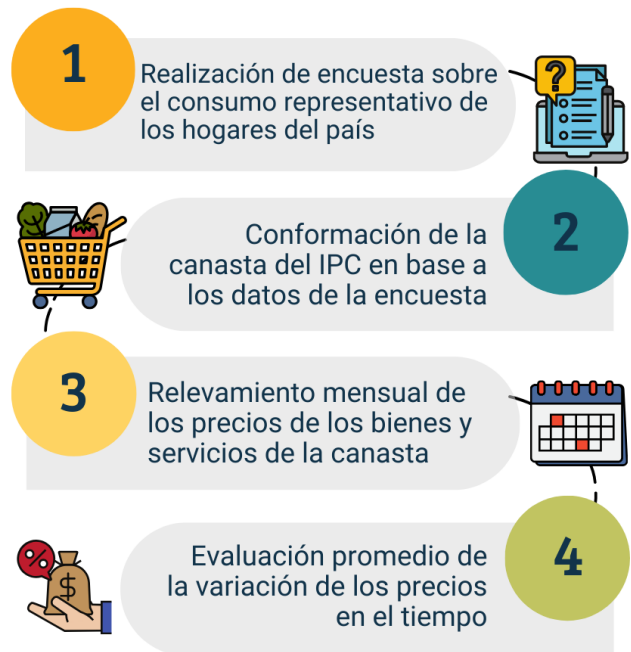 1
Realización de encuesta sobre
el consumo representativo de
los hogares del país
?
2
Conformación de la
canasta del IPC en base a
los datos de la encuesta
3
Relevamiento mensual de
los precios de los bienes y
servicios de la canasta
4
Evaluación promedio de
la variación de los precios
en el tiempo
%
$